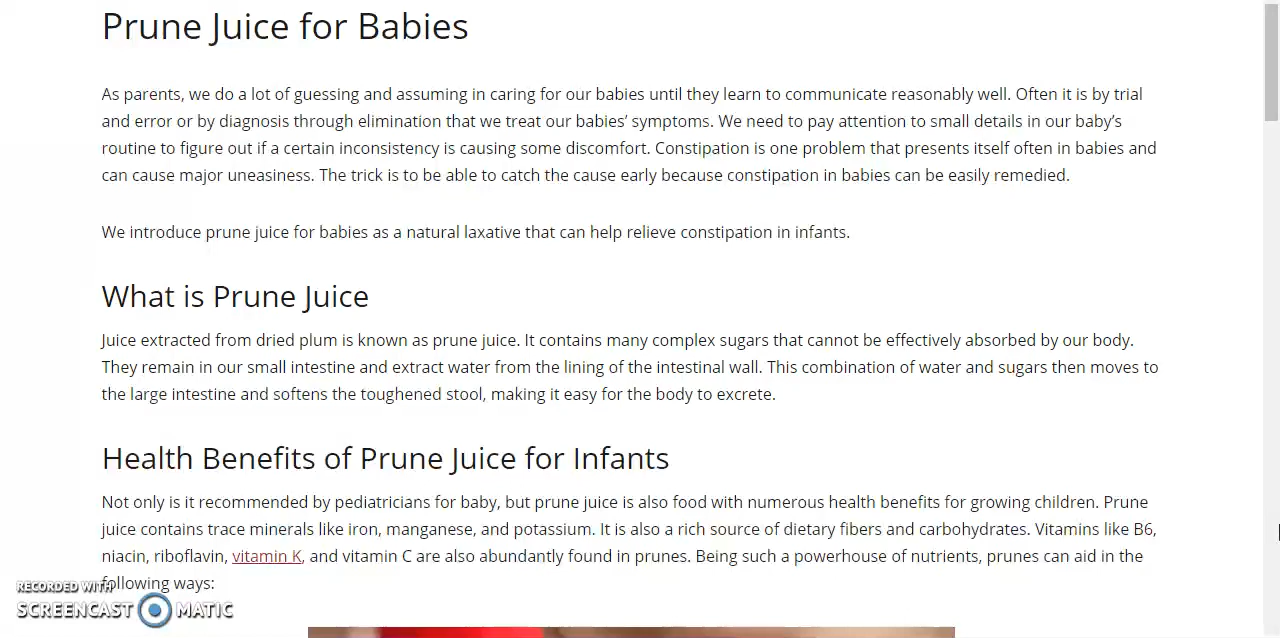 Prune Juice for Babies
As parents, we do a lot of guessing and assuming in caring for our babies until they learn to communicate reasonably well. Often it is by trial
and error or by diagnosis through elimination that we treat our babies’ symptoms. We need to pay attention to small details in our baby’s
routine to figure out if a certain inconsistency is causing some discomfort. Constipation is one problem that presents itself often in babies and
can cause major uneasiness. The trick is to be able to catch the cause early because constipation in babies can be easily remedied.
We introduce prune juice for babies as a natural laxative that can help relieve constipation in infants.
What is Prune Juice
Juice extracted from dried plum is known as prune juice. It contains many complex sugars that cannot be effectively absorbed by our body.
They remain in our small intestine and extract water from the lining of the intestinal wall. This combination of water and sugars then moves to
the large intestine and softens the toughened stool, making it easy for the body to excrete.
Health Benefits of Prune Juice for Infants
Not only is it recommended by pediatricians for baby, but prune juice is also food with numerous health benefits for growing children. Prune
juice contains trace minerals like iron, manganese, and potassium. It is also a rich source of dietary fibers and carbohydrates. Vitamins like B6,
niacin, riboflavin, vitamin K, and vitamin C are also abundantly found in prunes. Being such a powerhouse of nutrients, prunes can aid in the
following ways:
RECORDED WITH
SCREENCAST MATIC